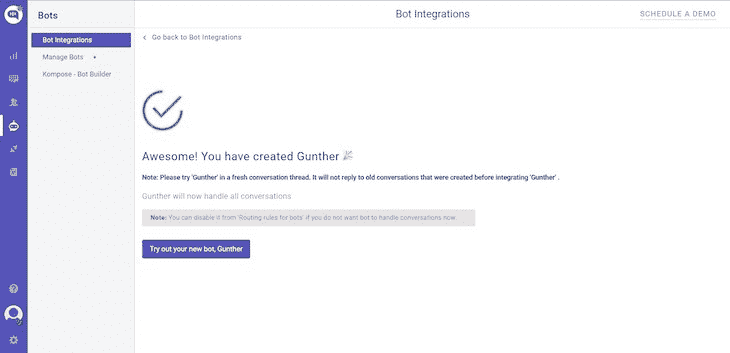 Bots
Bot Integrations
SCHEDULE A DEMO
Bot Integrations
Manage Bots
Kompose - Bot Builder
Go back to Bot Integrations
Awesome! You have created Gunther
Note: Please try 'Gunther' in a fresh conversation thread. It will not reply to old conversations that were created before integrating 'Gunther' .
Gunther will now handle all conversations
Note: You can disable it from 'Routing rules for bots' if you do not want bot to handle conversations now.
Try out your new bot, Gunther